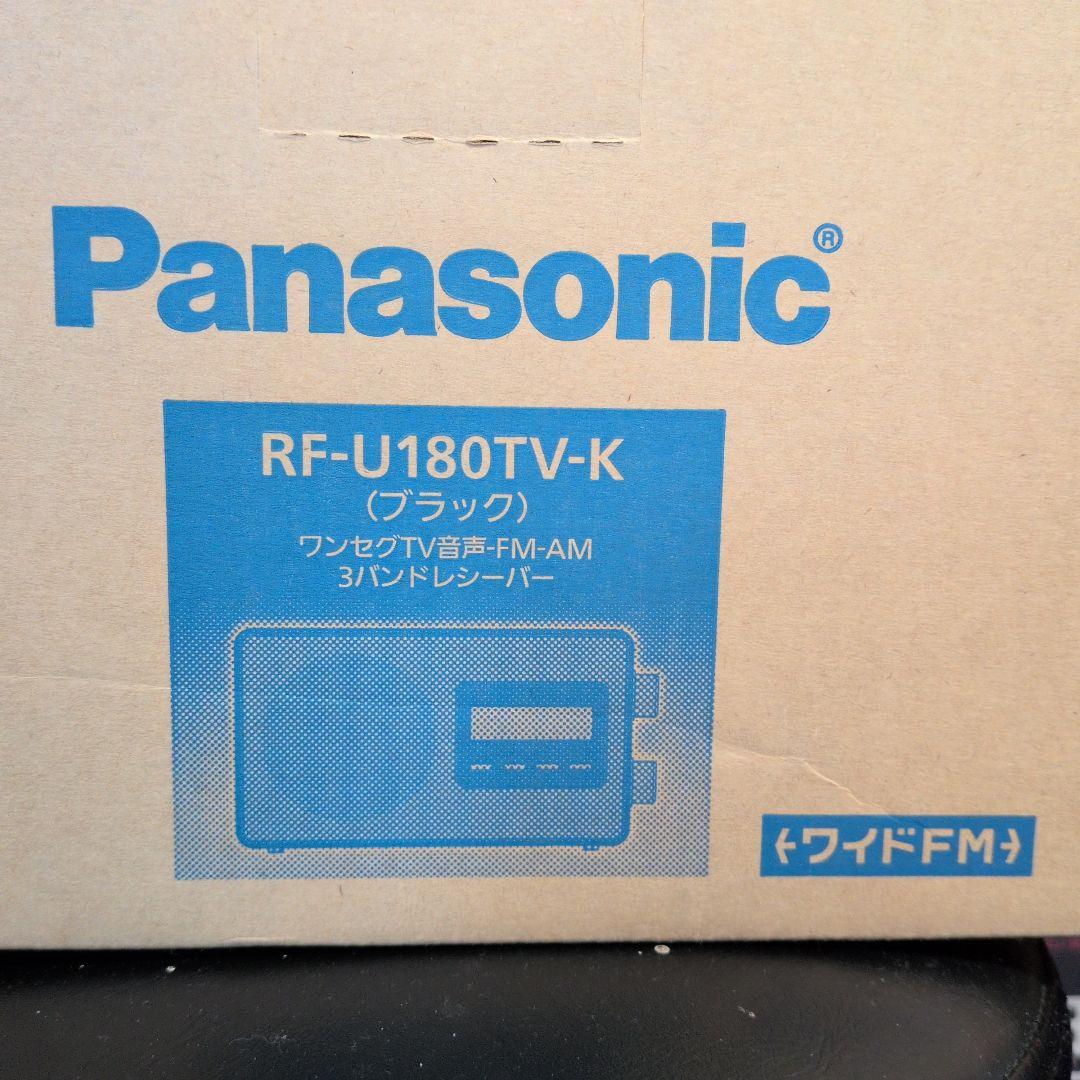 Panasonic®
RF-U180TV-K
（ブラック）
ワンセグTV音声-FM-AM
3バンドレシーバー
ワイドFM